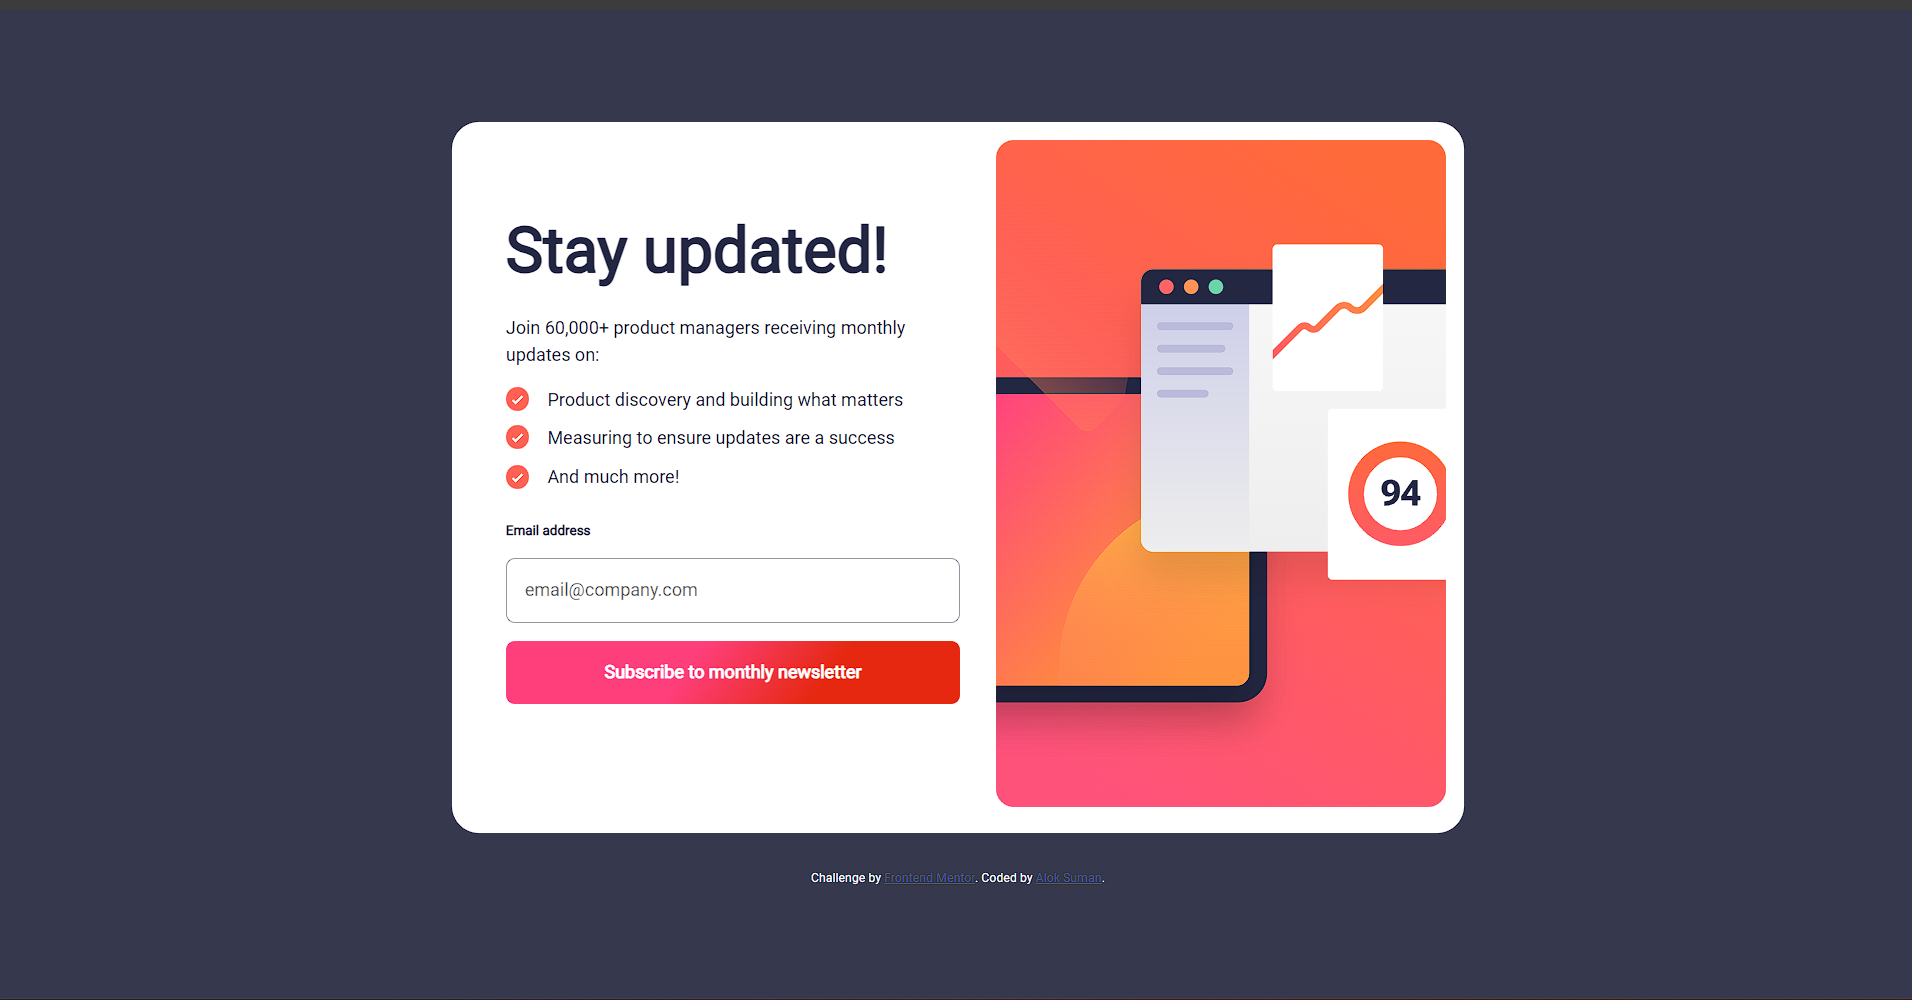 Stay updated!
Join 60,000+ product managers receiving monthly
updates on:
Product discovery and building what matters
Measuring to ensure updates are a success
And much more!
Email address
email@company.com
Subscribe to monthly newsletter
94
Challenge by Frontend Mentor. Coded by Alok Suman.